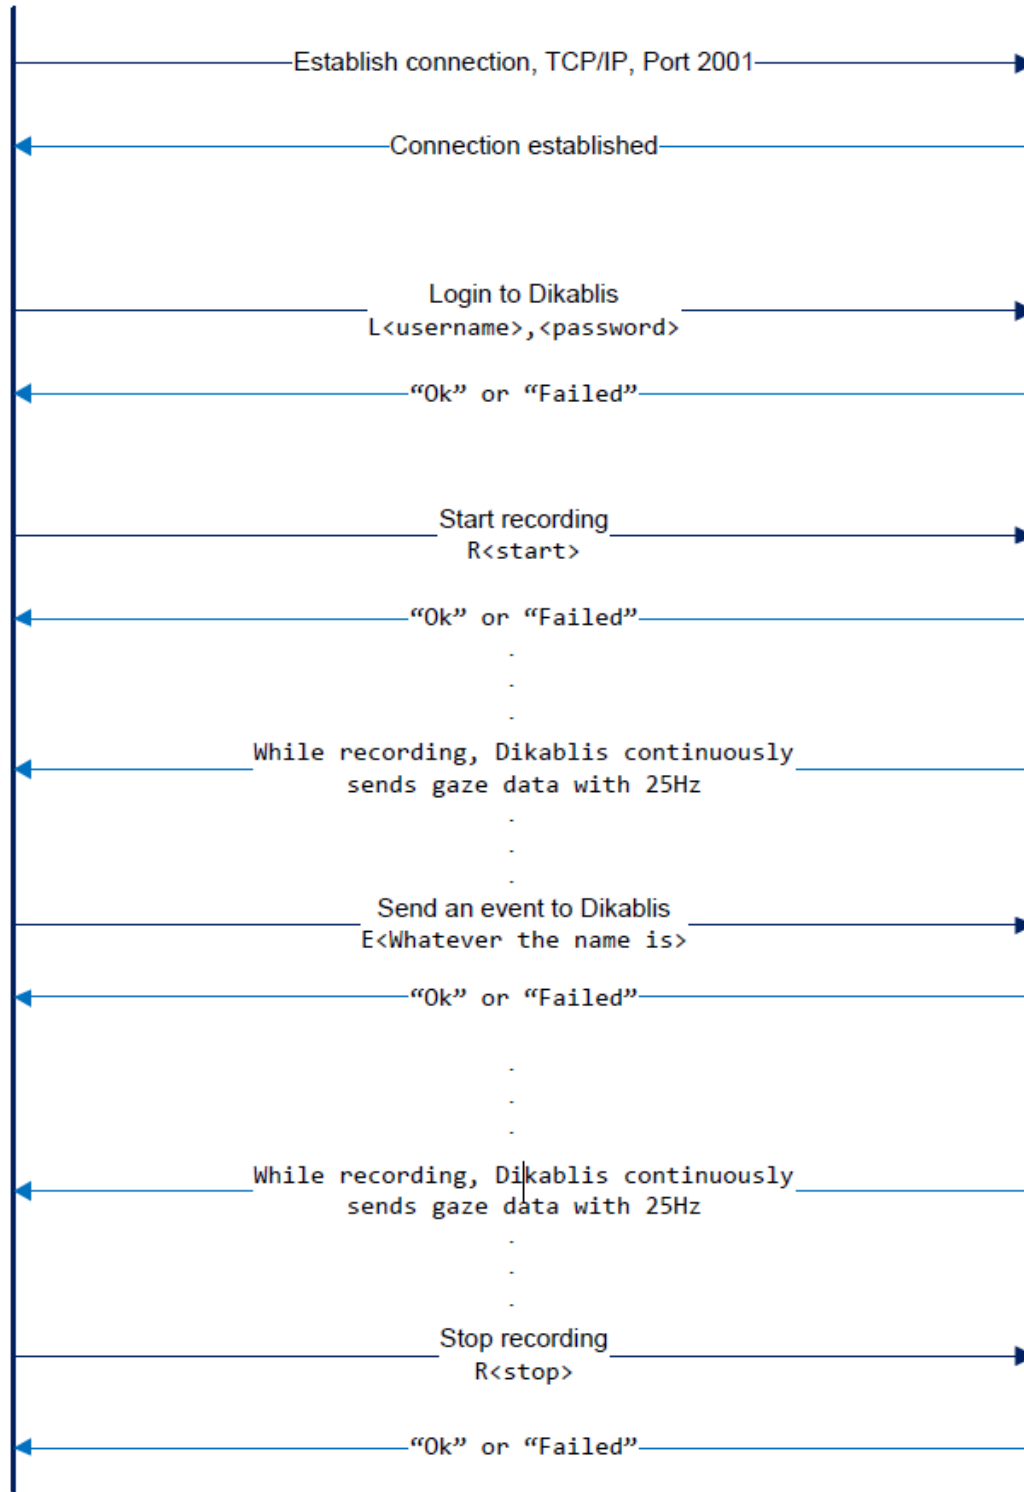 Establish connection, TCP/IP, Port 2001
Connection established
Login to Dikablis
L<username>,<password>
“Ok” or “Failed”
Start recording
R<start>
“Ok” or “Failed”
.
.
.
While recording, Dikablis continuously
sends gaze data with 25Hz
.
.
.
Send an event to Dikablis
E<Whatever the name is>
“Ok” or “Failed”
.
.
.
While recording, Dikablis continuously
sends gaze data with 25Hz
.
.
.
Stop recording
R<stop>
“Ok” or “Failed”